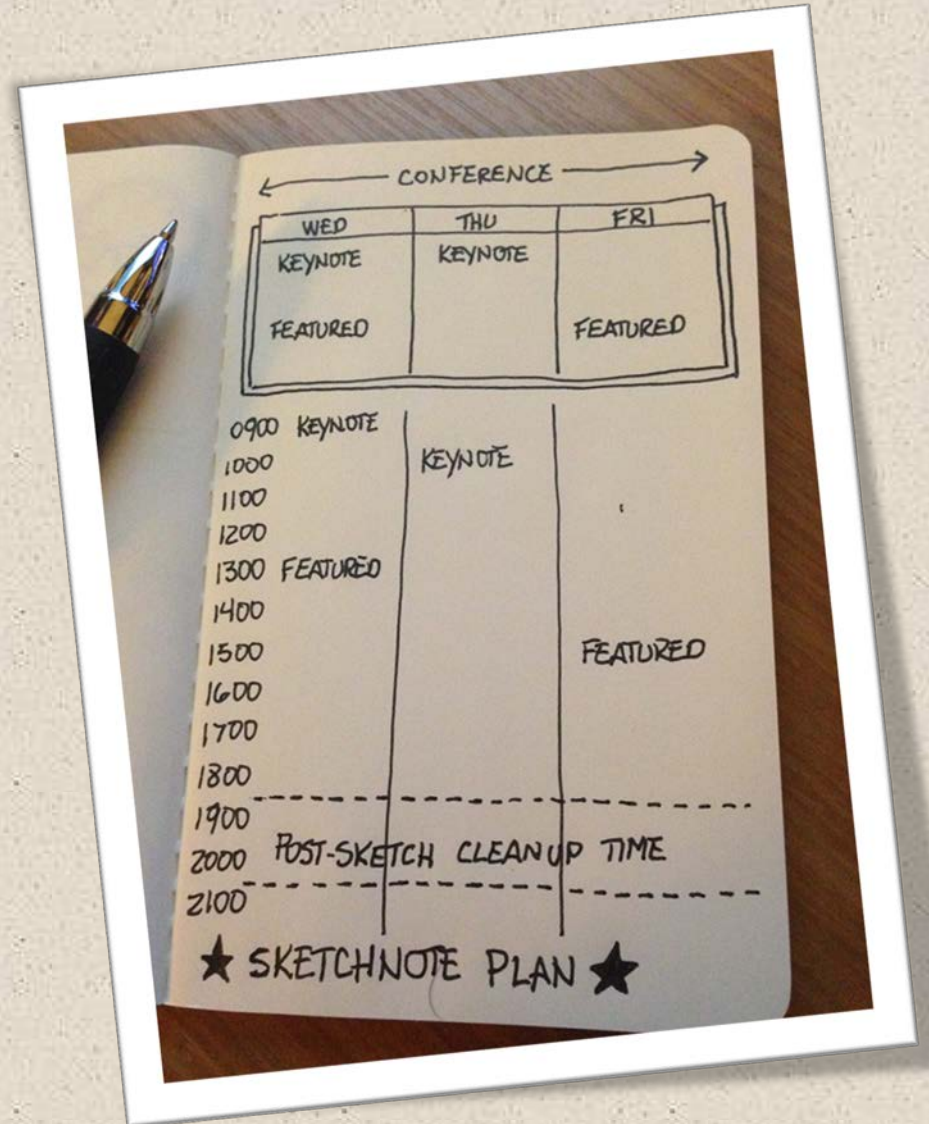 CONFERENCE
WED THU FRI
KEYNOTE KEYNOTE
FEATURED FEATURED
0900 KEYNOTE
1000 KEYNOTE
1100
1200
1300 FEATURED
1400
1500 FEATURED
1600
1700
1800
1900
2000 POST-SKETCH CLEANUP TIME
2100
★ SKETCHNOTE PLAN ★